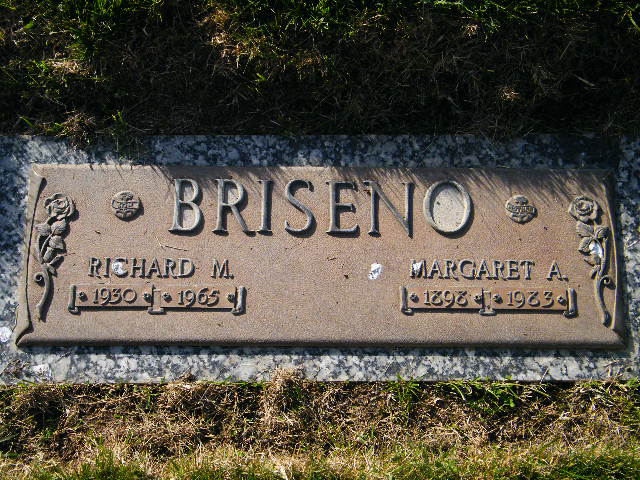 BRISENO
RICHARD M.
1930 1965
MARGARET A.
1898 1983